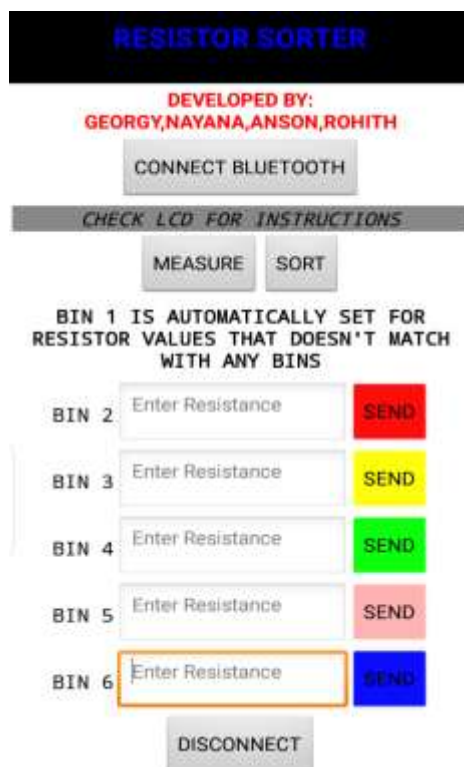 RESISTOR SORTER
DEVELOPED BY:
GEORGY,NAYANA,ANSON,ROHITH
CONNECT BLUETOOTH
CHECK LCD FOR INSTRUCTIONS
MEASURE SORT
BIN 1 IS AUTOMATICALLY SET FOR
RESISTOR VALUES THAT DOESN'T MATCH
WITH ANY BINS
BIN 2 Enter Resistance SEND
BIN 3 Enter Resistance SEND
BIN 4 Enter Resistance SEND
BIN 5 Enter Resistance SEND
BIN 6 Enter Resistance SEND
DISCONNECT